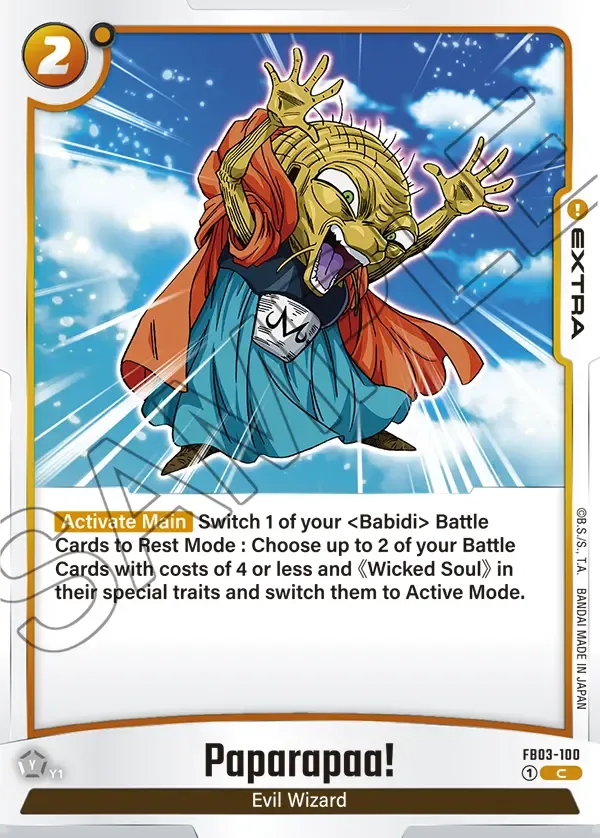 2
EXTRA
SAMPLE
Activate Main Switch 1 of your <Babidi> Battle
Cards to Rest Mode : Choose up to 2 of your Battle
Cards with costs of 4 or less and 《Wicked Soul》 in
their special traits and switch them to Active Mode.
©B.S./S., T.A. BANDAI MADE IN JAPAN
Y Y1
Paparapaa!
FB03-100
1 C
Evil Wizard